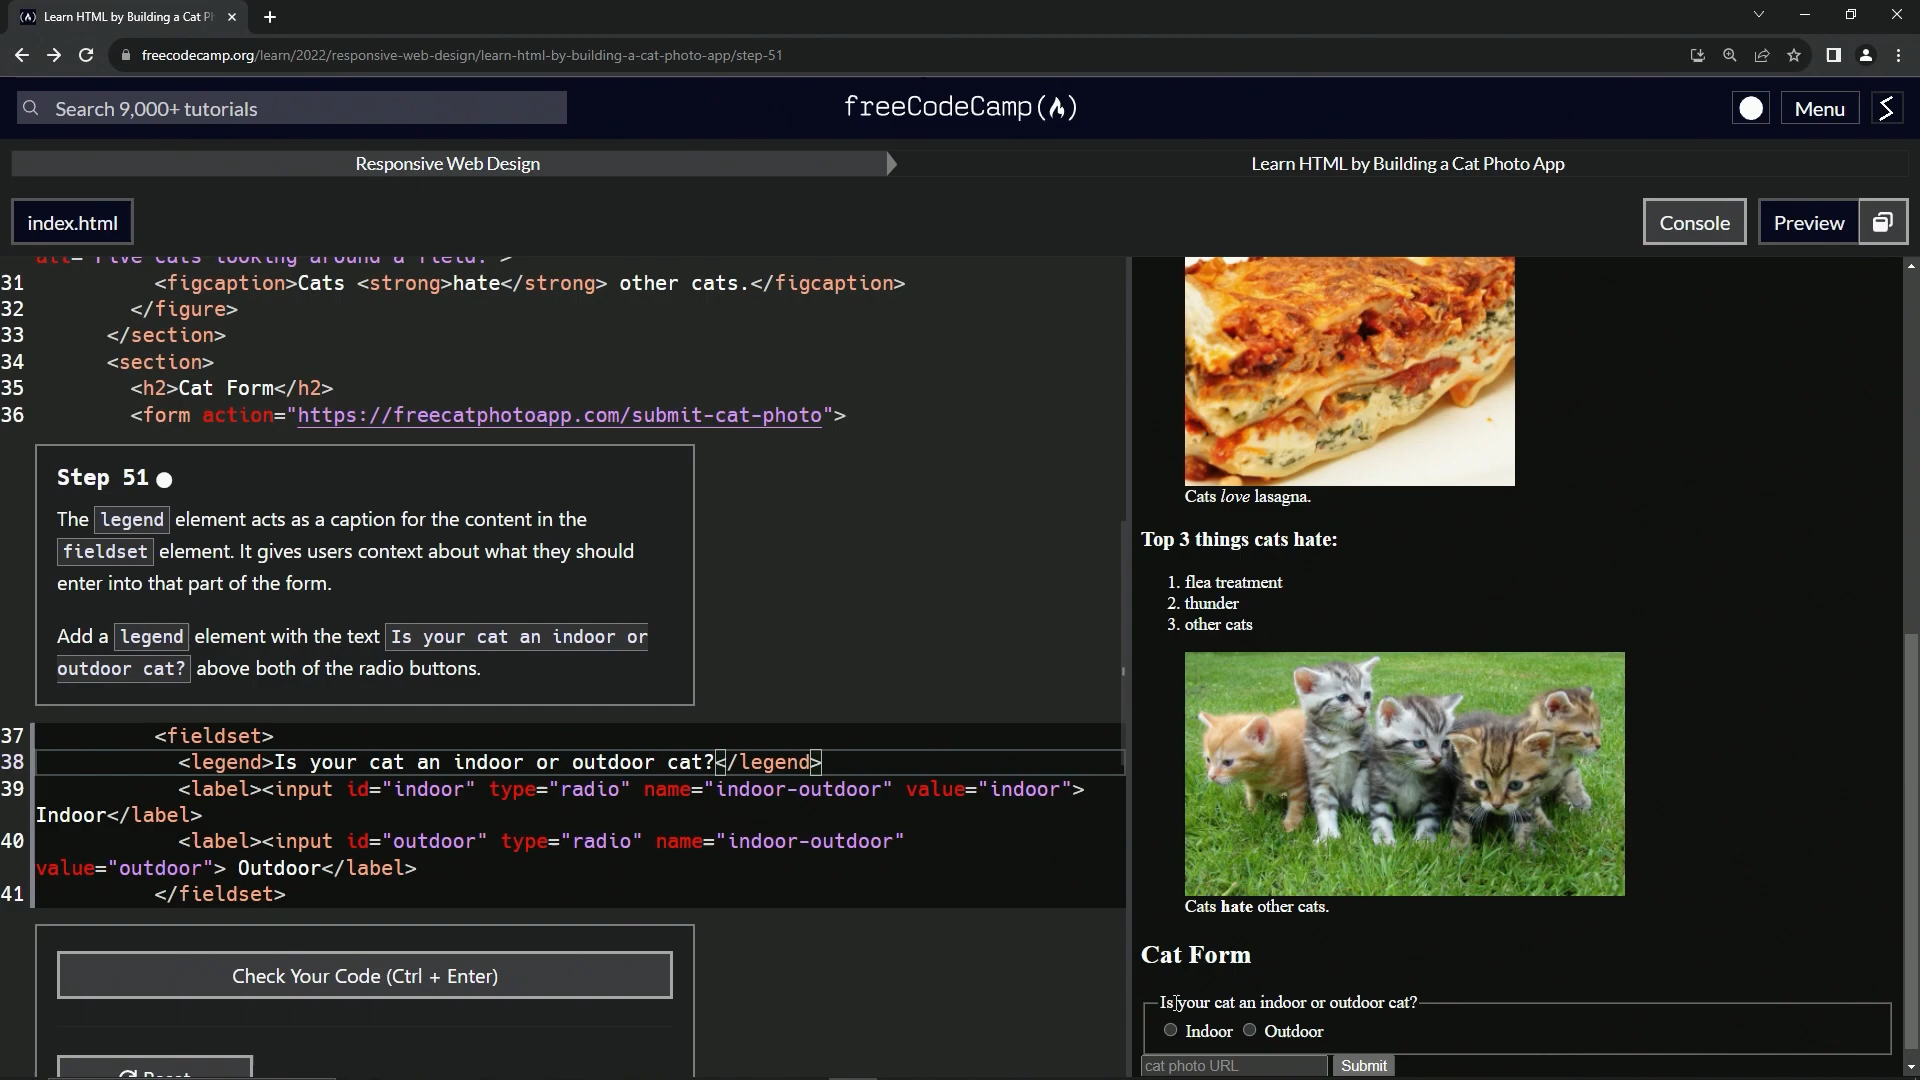 Learn HTML by Building a Cat P
freecodecamp.org/learn/2022/responsive-web-design/learn-html-by-building-a-cat-photo-app/step-51
Search 9,000+ tutorials
freeCodeCamp
Menu
Responsive Web Design
Learn HTML by Building a Cat Photo App
index.html
Console
Preview
alt="Five cats looking around a field.">
31 <figcaption>Cats <strong>hate</strong> other cats.</figcaption>
32 </figure>
33 </section>
34 <section>
35 <h2>Cat Form</h2>
36 <form action="https://freecatphotoapp.com/submit-cat-photo">
Step 51
The legend element acts as a caption for the content in the
fieldset element. It gives users context about what they should
enter into that part of the form.
Add a legend element with the text Is your cat an indoor or
outdoor cat? above both of the radio buttons.
37 <fieldset>
38 <legend>Is your cat an indoor or outdoor cat?</legend>
39 <label><input id="indoor" type="radio" name="indoor-outdoor" value="indoor">
Indoor</label>
40 <label><input id="outdoor" type="radio" name="indoor-outdoor"
value="outdoor"> Outdoor</label>
41 </fieldset>
Check Your Code (Ctrl + Enter)
Reset
Cats love lasagna.
Top 3 things cats hate:
1. flea treatment
2. thunder
3. other cats
Cats hate other cats.
Cat Form
Is your cat an indoor or outdoor cat?
Indoor Outdoor
cat photo URL Submit